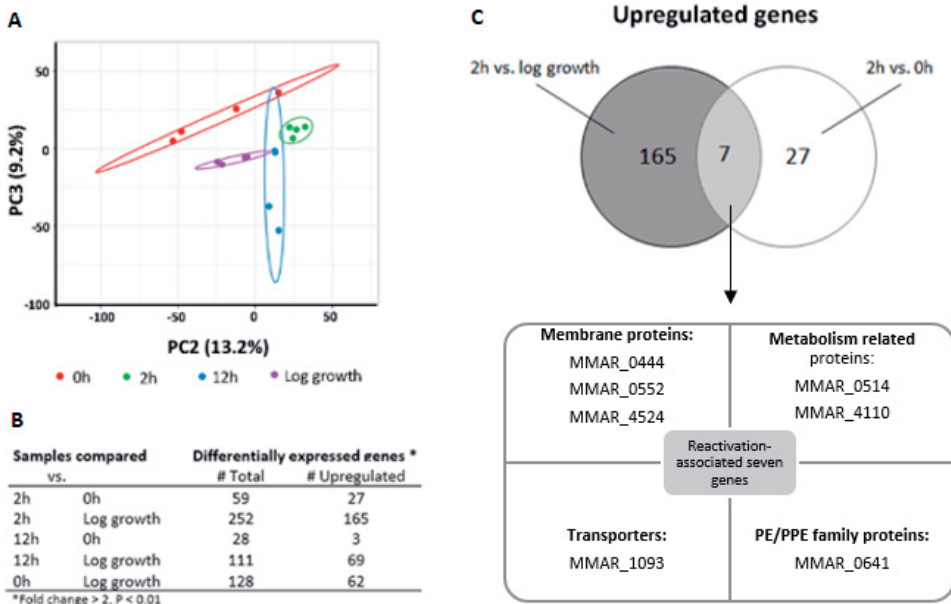 A
50
0
-50
-100
PC3 (9.2%)
-100 -50 0 50
PC2 (13.2%)
0h 2h 12h Log growth
B
Samples compared Differentially expressed genes *
vs. # Total # Upregulated
2h 0h 59 27
2h Log growth 252 165
12h 0h 28 3
12h Log growth 111 69
0h Log growth 128 62
*Fold change > 2, P < 0.01
C
Upregulated genes
2h vs. log growth 2h vs. 0h
165 7 27
Membrane proteins:
MMAR_0444
MMAR_0552
MMAR_4524
Metabolism related
proteins:
MMAR_0514
MMAR_4110
Reactivation-
associated seven
genes
Transporters:
MMAR_1093
PE/PPE family proteins:
MMAR_0641